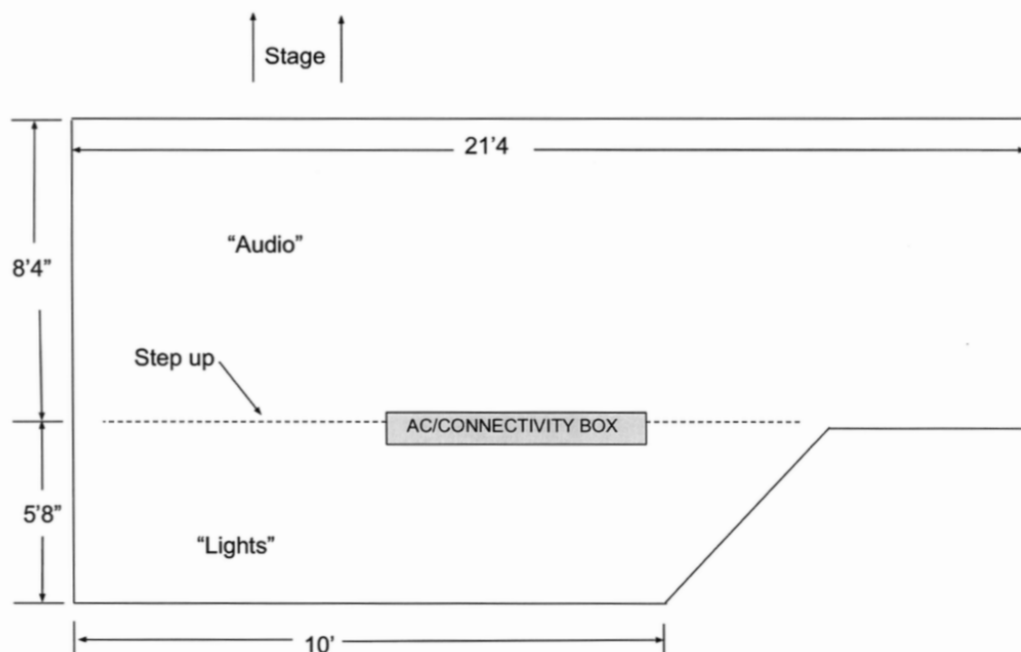 Stage
21'4
“Audio”
8'4”
Step up
AC/CONNECTIVITY BOX
5'8”
“Lights”
10'